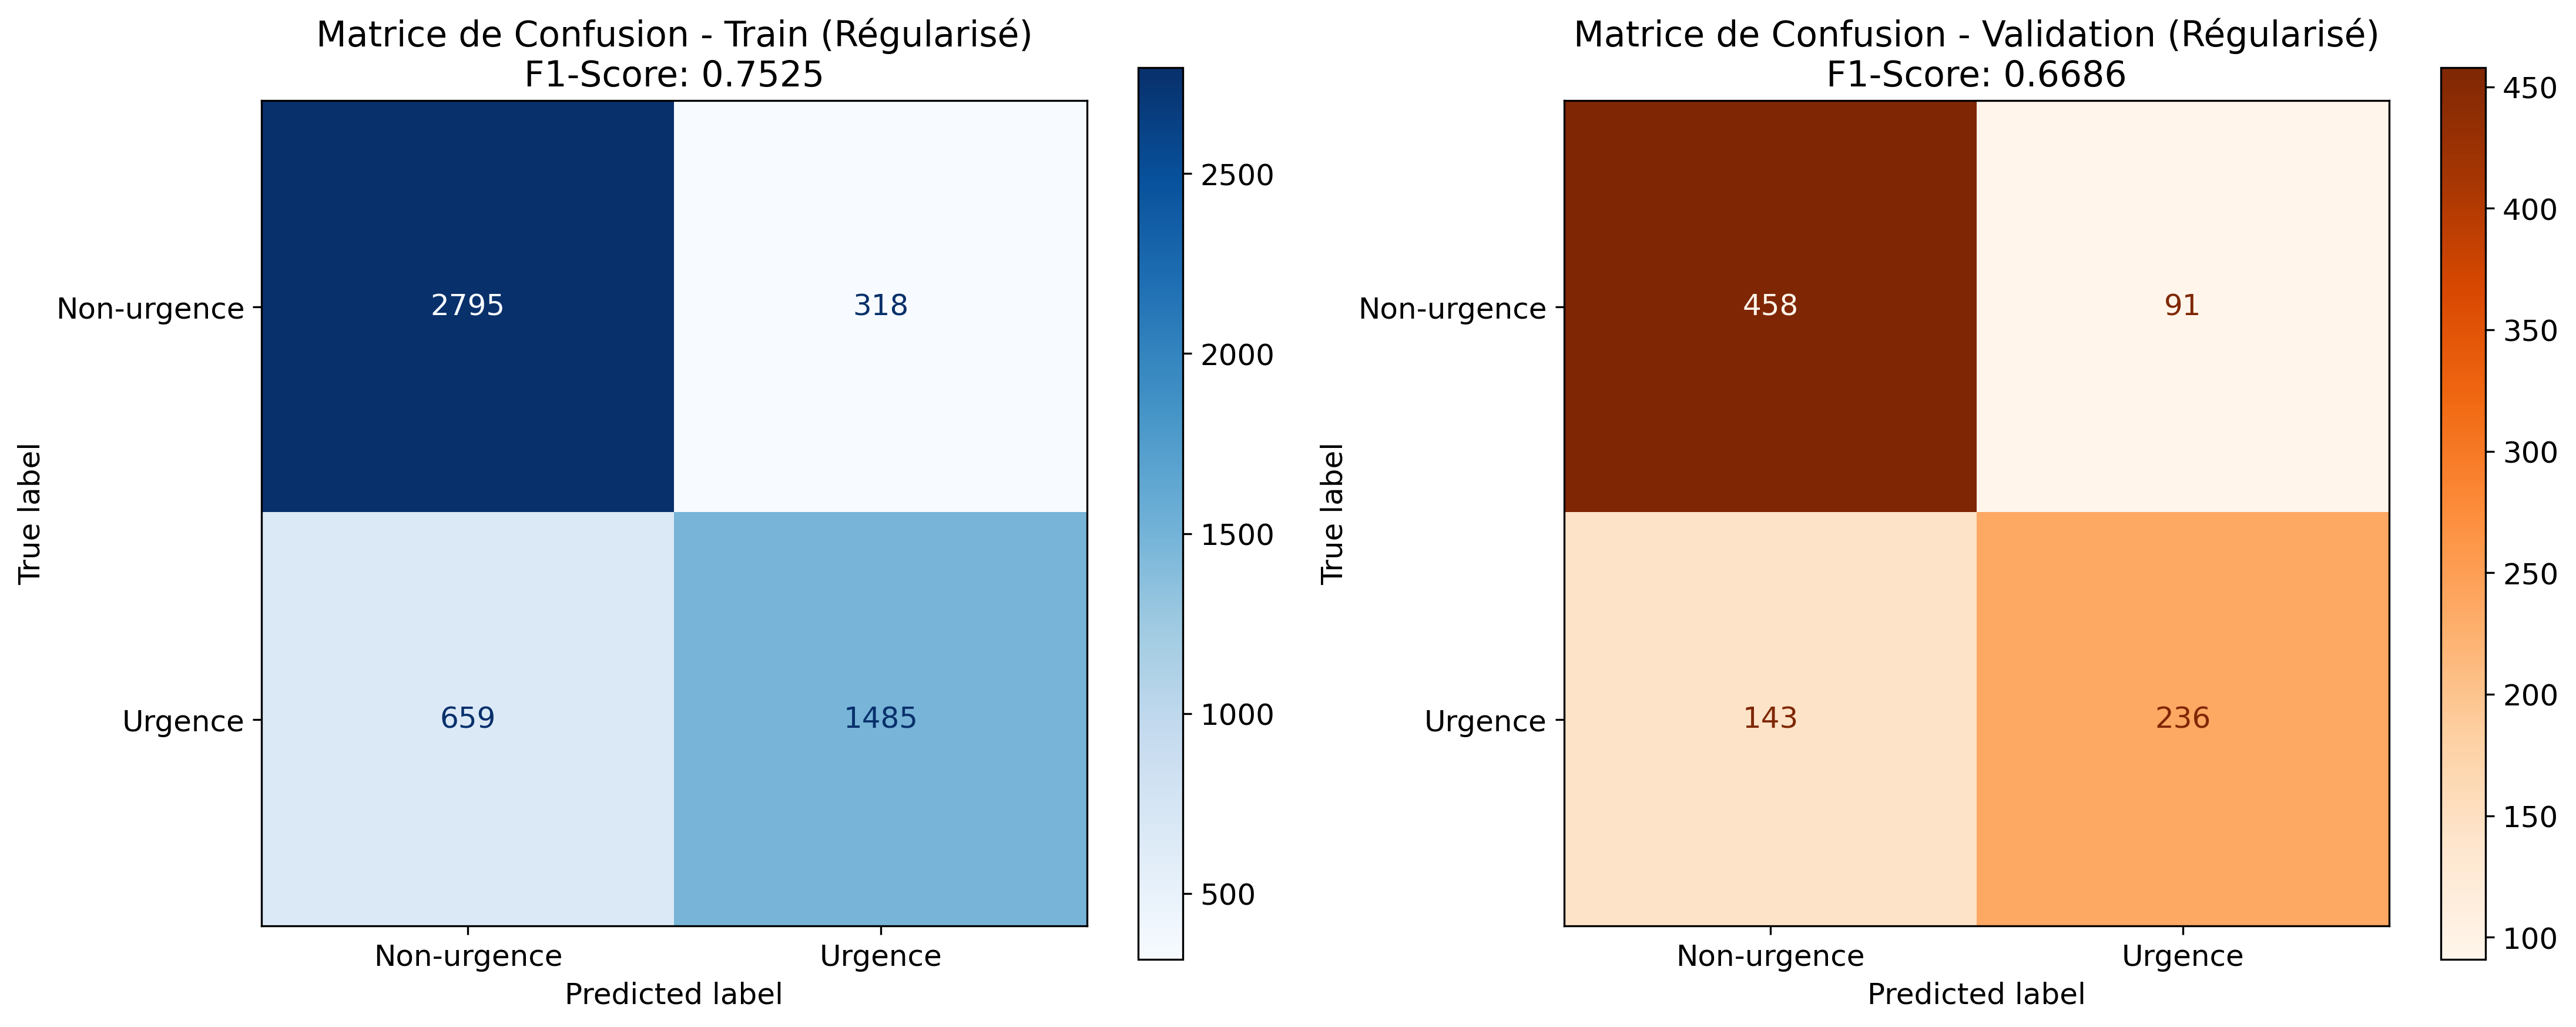 Matrice de Confusion - Train (Régularisé)
F1-Score: 0.7525
True label
Non-urgence
2795
318
Urgence
659
1485
Non-urgence
Urgence
Predicted label
2500
2000
1500
1000
500
Matrice de Confusion - Validation (Régularisé)
F1-Score: 0.6686
True label
Non-urgence
458
91
Urgence
143
236
Non-urgence
Urgence
Predicted label
450
400
350
300
250
200
150
100